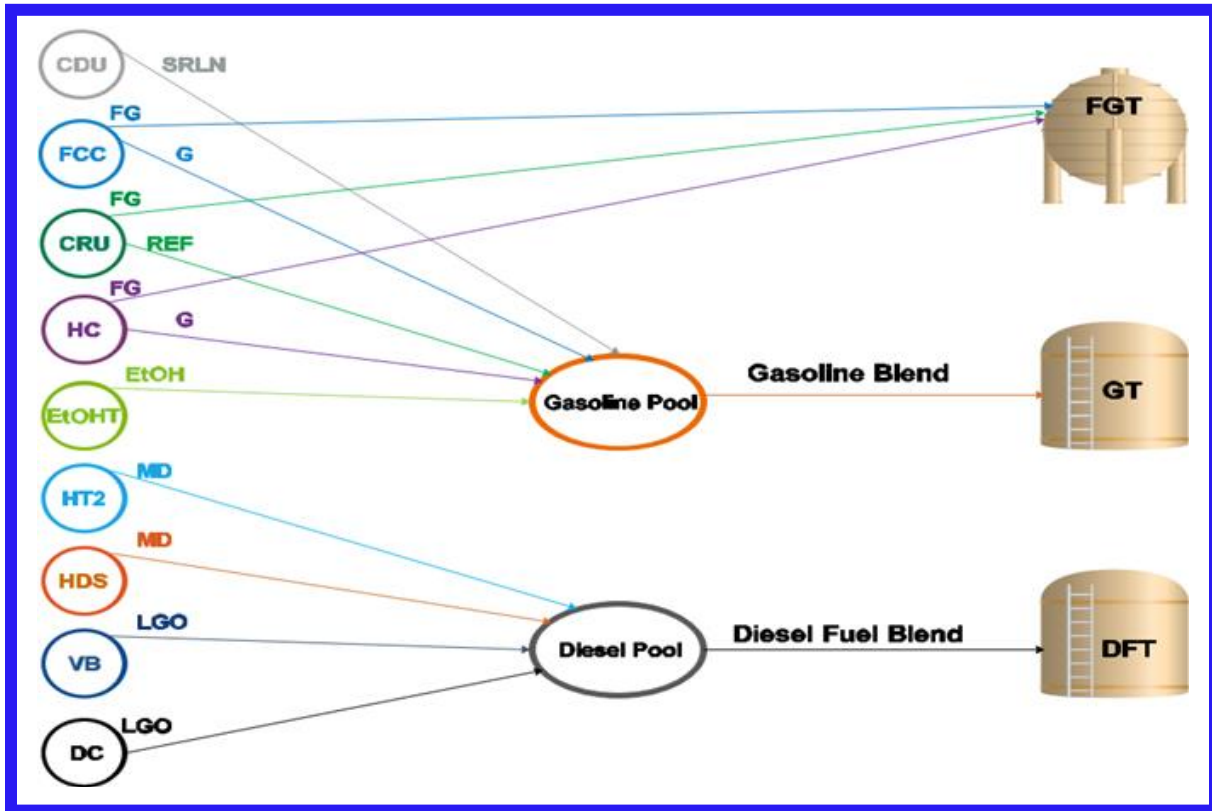 CDU
SRLN
FG
FCC
G
FG
CRU
REF
FG
HC
G
EtOH
EtOHT
MD
HT2
MD
HDS
LGO
VB
LGO
DC
Gasoline Pool
Gasoline Blend
Diesel Pool
Diesel Fuel Blend
FGT
GT
DFT